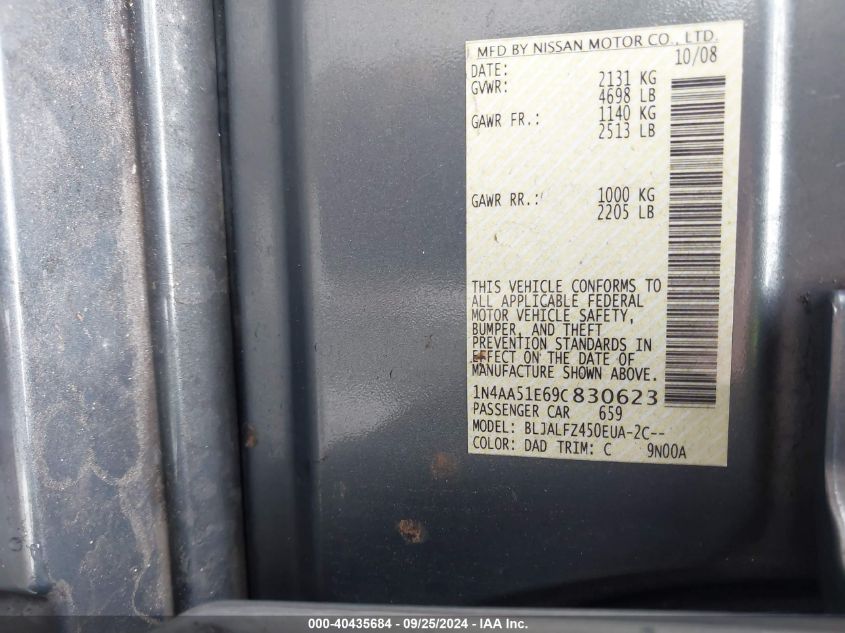 MFD BY NISSAN MOTOR CO., LTD.
DATE: 10/08
GVWR: 2131 KG
4698 LB
GAWR FR.: 1140 KG
2513 LB
GAWR RR.: 1000 KG
2205 LB
THIS VEHICLE CONFORMS TO
ALL APPLICABLE FEDERAL
MOTOR VEHICLE SAFETY,
BUMPER, AND THEFT
PREVENTION STANDARDS IN
EFFECT ON THE DATE OF
MANUFACTURE SHOWN ABOVE.
1N4AA51E69C830623
PASSENGER CAR 659
MODEL: BLJALFZ450EUA-2C--
COLOR: DAD TRIM: C 9N00A
000-40435684 - 09/25/2024 - IAA Inc.